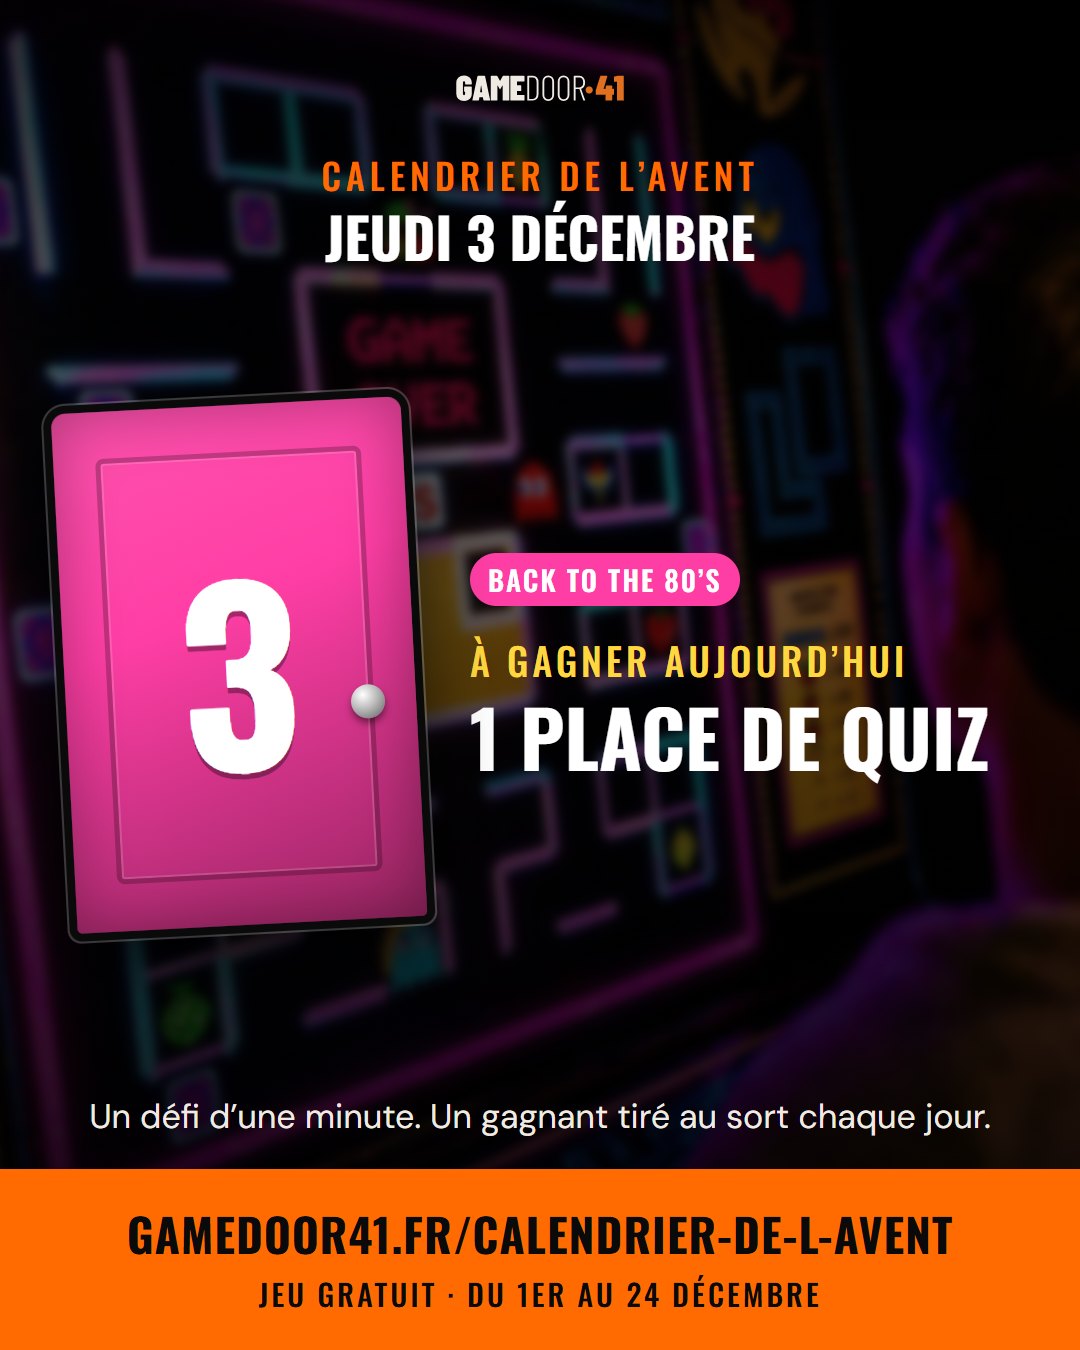 GAMEDOOR·41
CALENDRIER DE L’AVENT
JEUDI 3 DÉCEMBRE
GAME
3
BACK TO THE 80’S
À GAGNER AUJOURD’HUI
1 PLACE DE QUIZ
Un défi d’une minute. Un gagnant tiré au sort chaque jour.
GAMEDOOR41.FR/CALENDRIER-DE-L-AVENT
JEU GRATUIT · DU 1ER AU 24 DÉCEMBRE